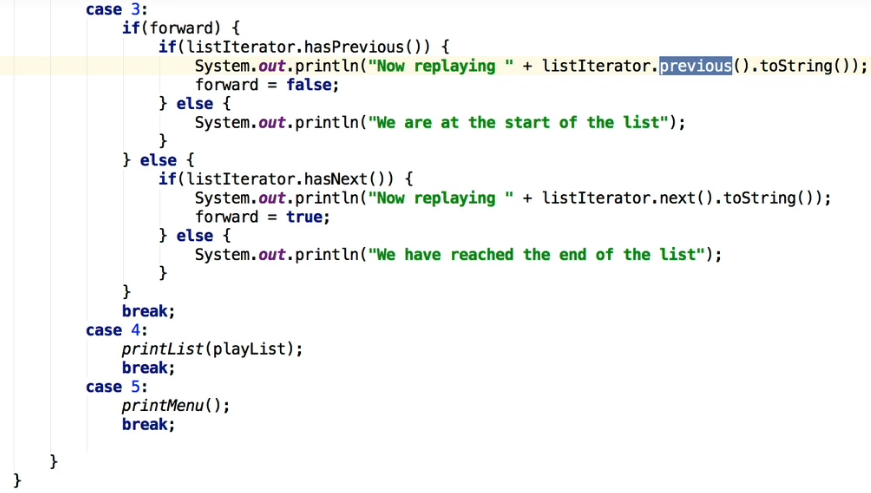 case 3:
if(forward) {
if(listIterator.hasPrevious()) {
System.out.println("Now replaying " + listIterator.previous().toString());
forward = false;
} else {
System.out.println("We are at the start of the list");
}
} else {
if(listIterator.hasNext()) {
System.out.println("Now replaying " + listIterator.next().toString());
forward = true;
} else {
System.out.println("We have reached the end of the list");
}
}
break;
case 4:
printList(playList);
break;
case 5:
printMenu();
break;
}
}